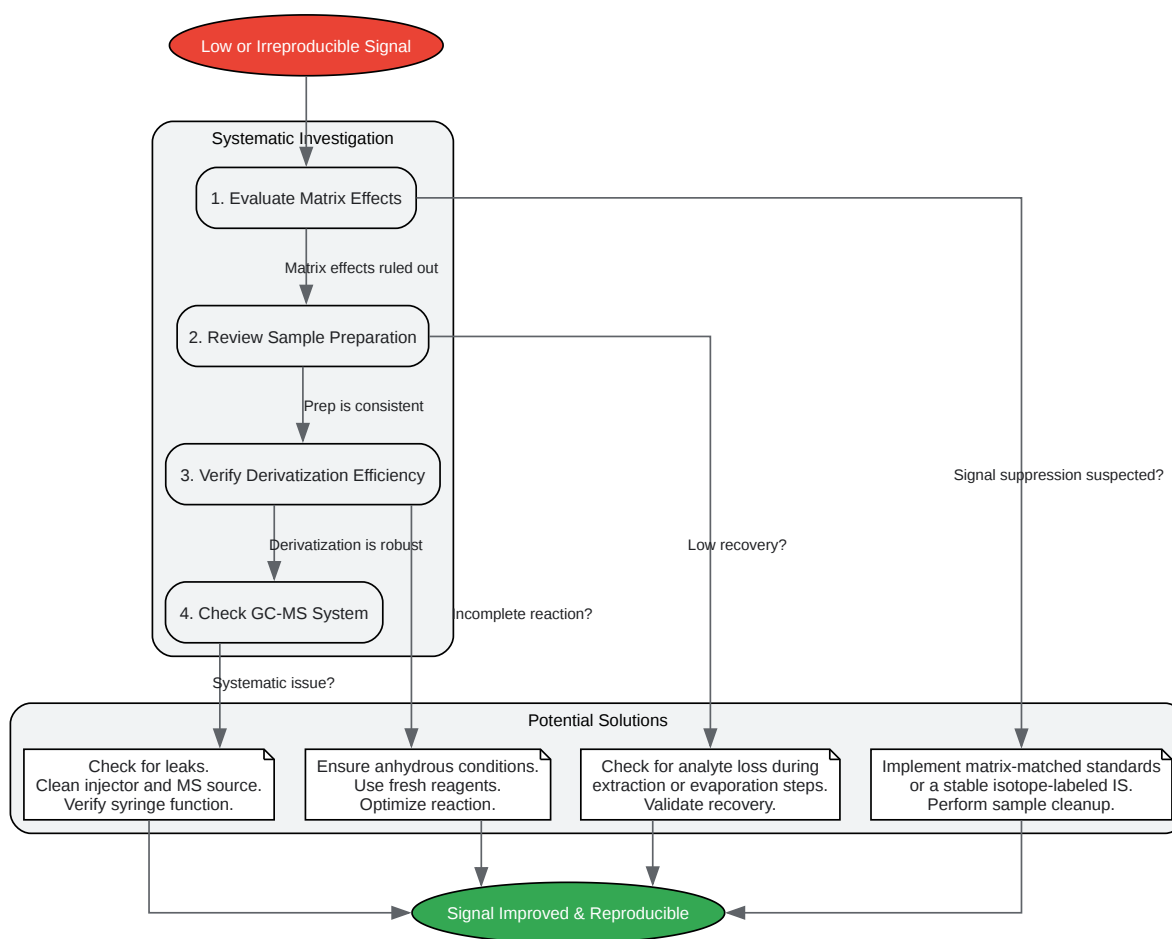 Low or Irreproducible Signal
Systematic Investigation
1. Evaluate Matrix Effects
Matrix effects ruled out
2. Review Sample Preparation
Prep is consistent
3. Verify Derivatization Efficiency
Signal suspression suspected?
Derivatization is robust
Low recovery?
4. Check GC-MS System
Incomplete reaction?
Systematic issue?
Potential Solutions
Check for leaks.
Clean injector and MS source.
Verify syringe function.
Ensure anhydrous conditions.
Use fresh reagents.
Optimize reaction.
Check for analyte loss during
extraction or evaporation steps.
Validate recovery.
Implement matrix-matched standards
or a stable isotope-labeled IS.
Perform sample cleanup.
Signal Improved & Reproducible